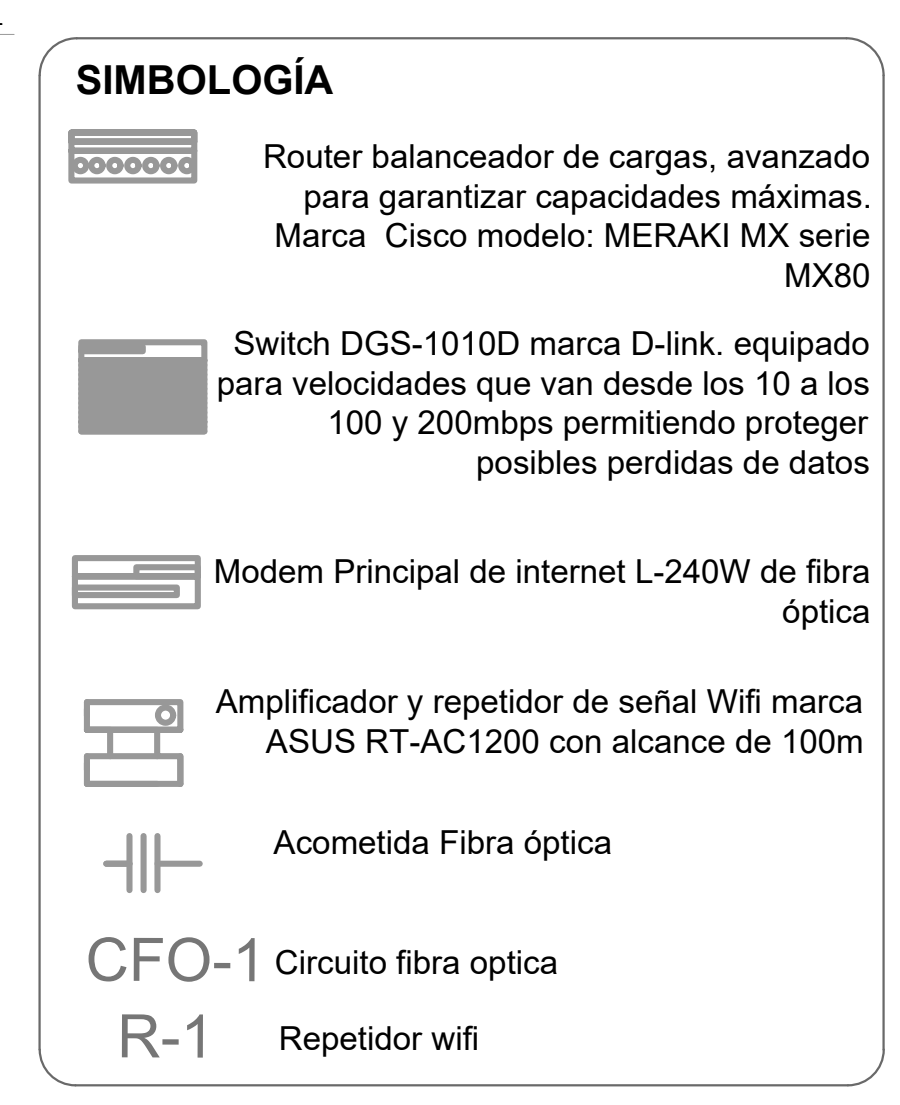 SIMBOLOGÍA
Router balanceador de cargas, avanzado
para garantizar capacidades máximas.
Marca  Cisco modelo: MERAKI MX serie
MX80
Switch DGS-1010D marca D-link. equipado
para velocidades que van desde los 10 a los
100 y 200mbps permitiendo proteger
posibles perdidas de datos
Modem Principal de internet L-240W de fibra
óptica
Amplificador y repetidor de señal Wifi marca
ASUS RT-AC1200 con alcance de 100m
Acometida Fibra óptica
CFO-1 Circuito fibra optica
R-1 Repetidor wifi